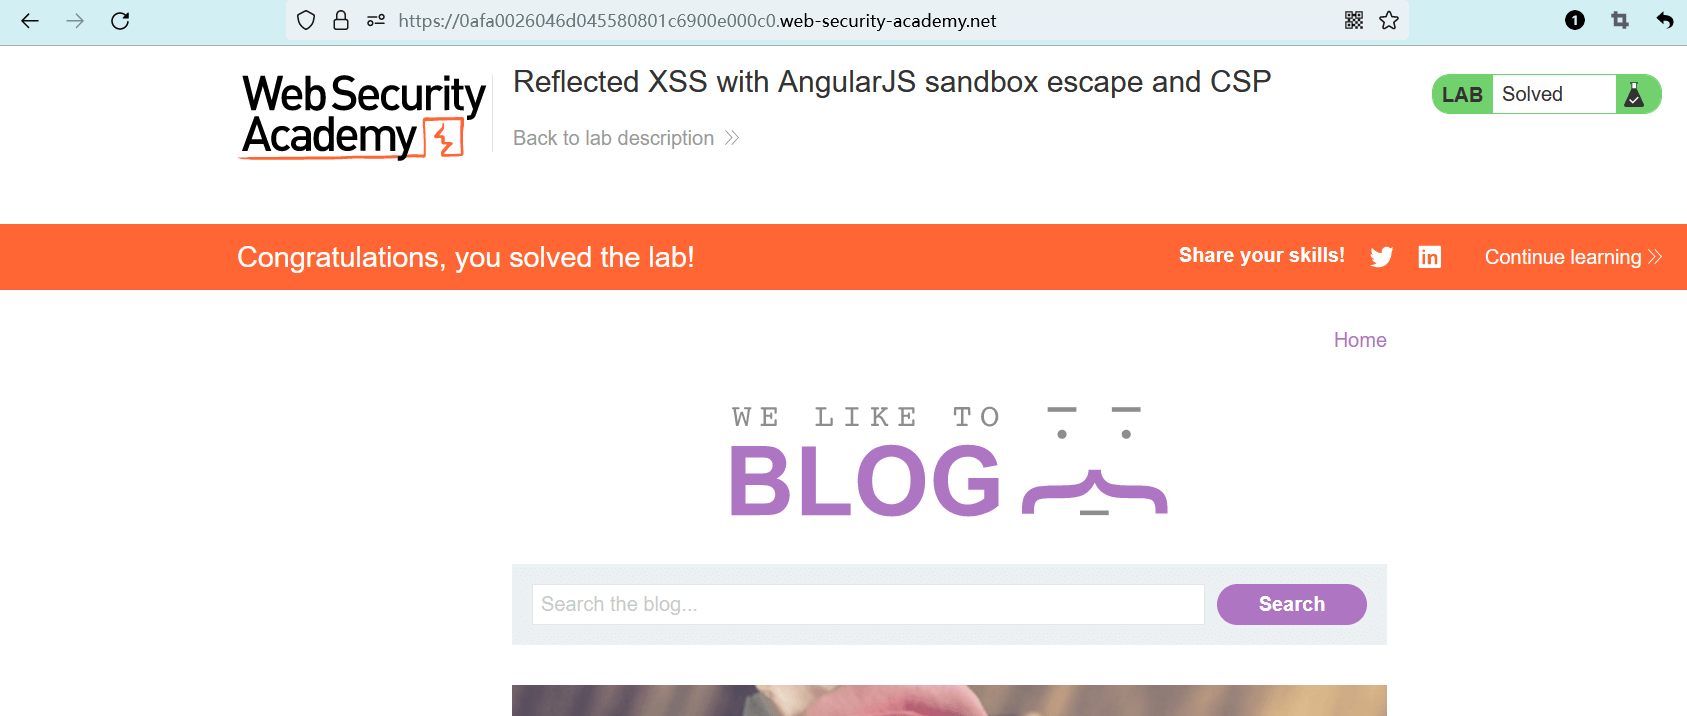 https://0afa0026046d045580801c6900e000c0.web-security-academy.net
1
Web Security
Academy
Reflected XSS with AngularJS sandbox escape and CSP
Back to lab description
LAB Solved
Congratulations, you solved the lab!
Share your skills!
in
Continue learning
Home
WE LIKE TO
BLOG
Search the blog...
Search